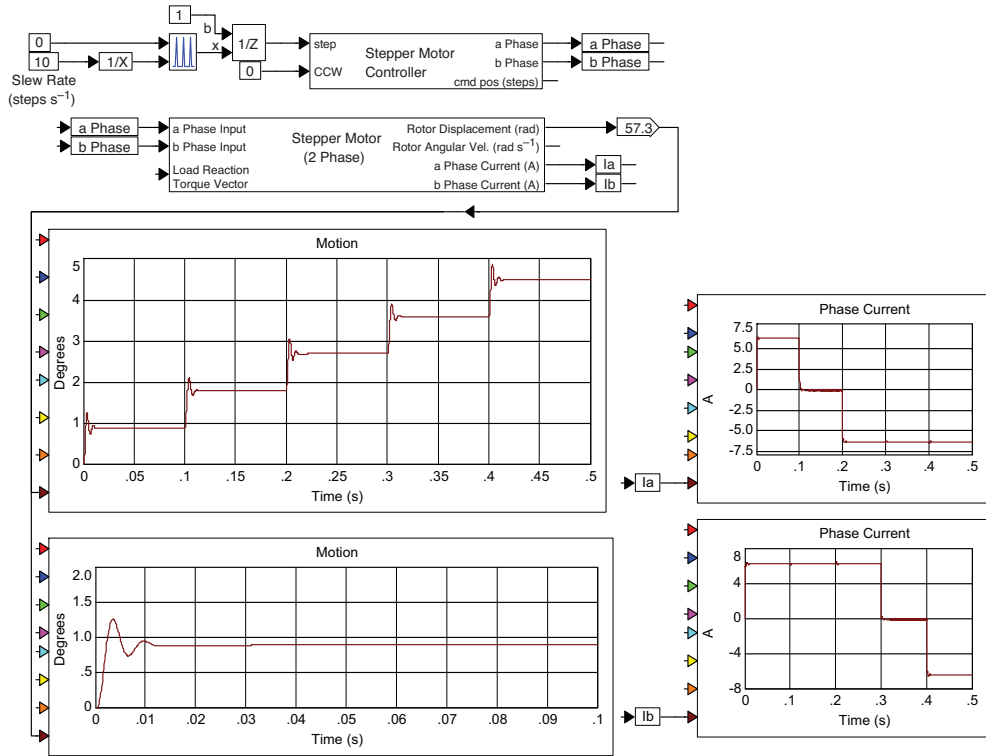 1
b
0
10
1/X
x
1/Z
0
Slew Rate
(steps s⁻¹)
step
CCW
Stepper Motor
Controller
a Phase
b Phase
cmd pos (steps)
a Phase
b Phase
a Phase
b Phase
a Phase Input
b Phase Input
Load Reaction
Torque Vector
Stepper Motor
(2 Phase)
Rotor Displacement (rad)
Rotor Angular Vel. (rad s⁻¹)
a Phase Current (A)
b Phase Current (A)
57.3
Ia
Ib
Motion
Degrees
5
4
3
2
1
0
0 .05 .1 .15 .2 .25 .3 .35 .4 .45 .5
Time (s)
Phase Current
A
7.5
5.0
2.5
0
-2.5
-5.0
-7.5
0 .1 .2 .3 .4 .5
Time (s)
Ia
Motion
Degrees
2.0
1.5
1.0
.5
0
0 .01 .02 .03 .04 .05 .06 .07 .08 .09 .1
Time (s)
Phase Current
A
8
4
0
-4
-8
0 .1 .2 .3 .4 .5
Time (s)
Ib